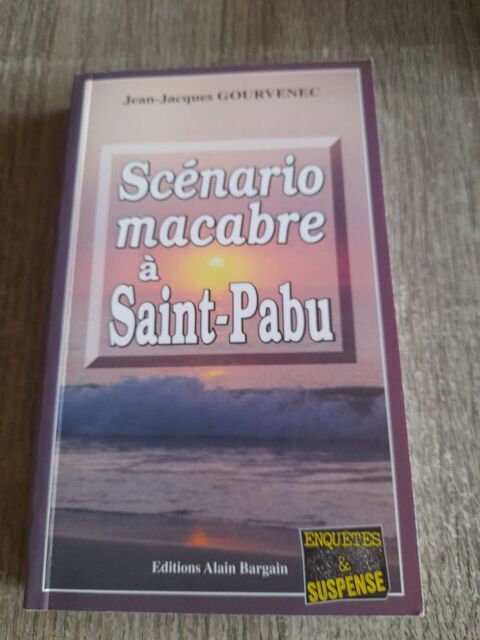 Jean-Jacques GOURVENEC
Scénario
macabre
à
Saint-Pabu
Editions Alain Bargain
ENQUÊTES
&
SUSPENSE